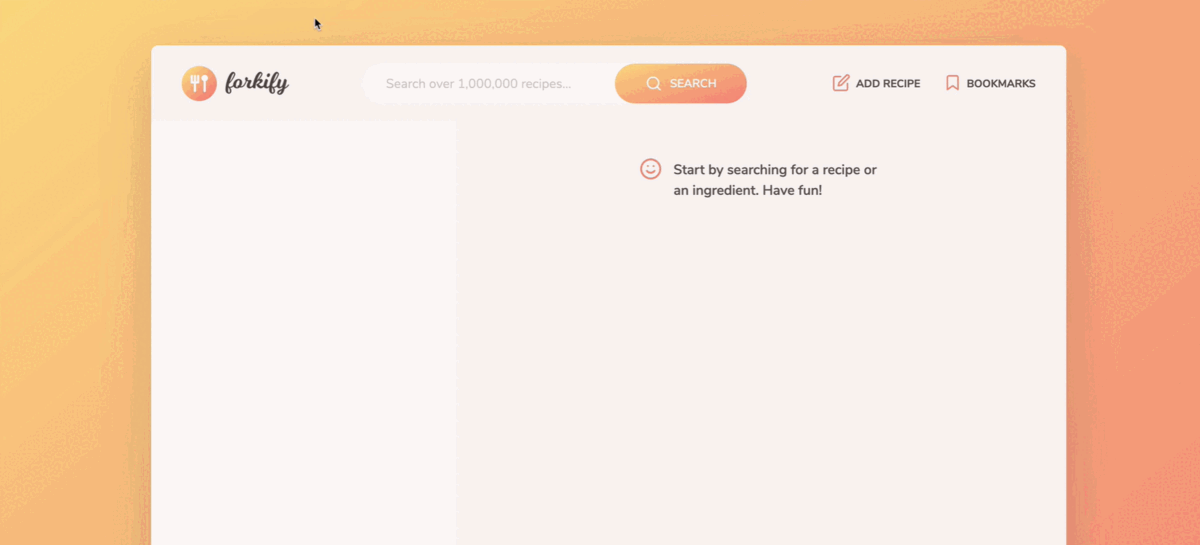 forkify
Search over 1,000,000 recipes...
SEARCH
ADD RECIPE
BOOKMARKS
Start by searching for a recipe or
an ingredient. Have fun!